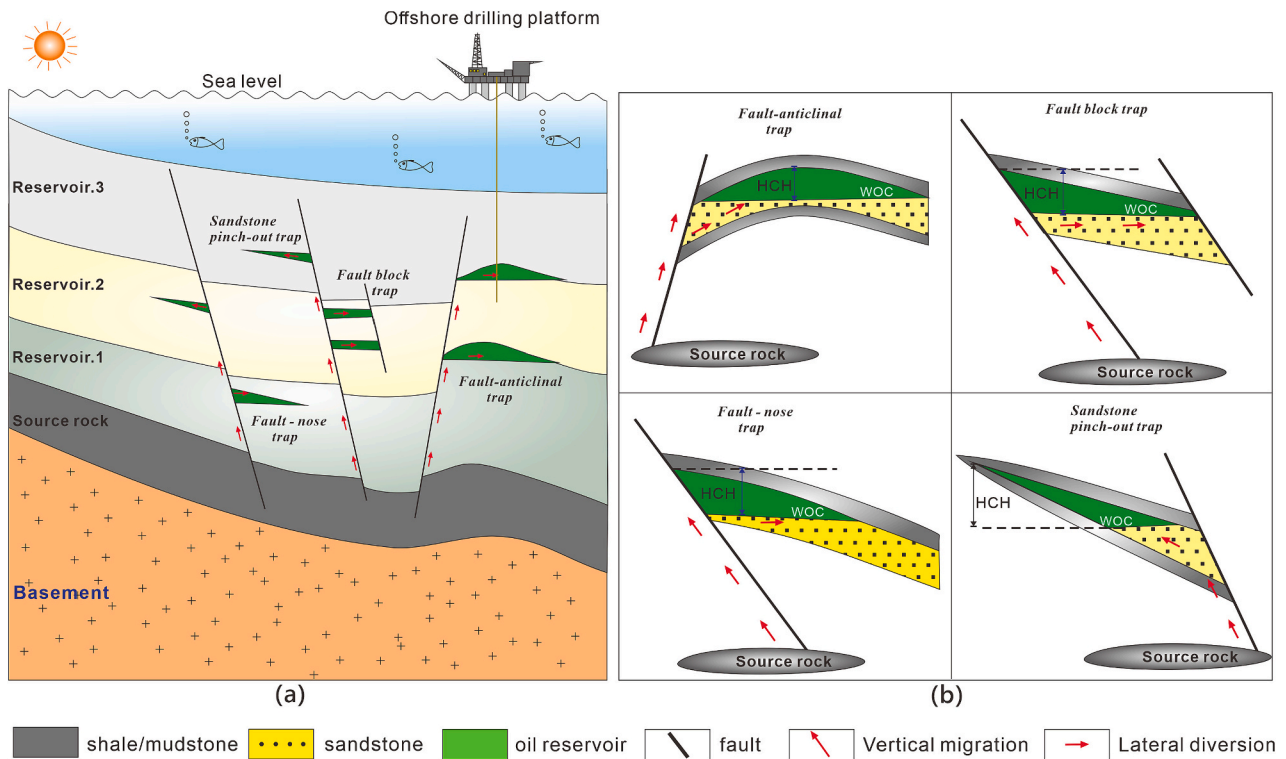 Offshore drilling platform
Sea level
Reservoir.3
Sandstone
pinch-out trap
Fault block
trap
Reservoir.2
Reservoir.1
Fault-anticlinal
trap
Source rock
Fault - nose
trap
Basement
(a)
Fault-anticlinal
trap
HCH
WOC
Source rock
Fault block trap
HCH
WOC
Source rock
Fault - nose
trap
HCH
WOC
Source rock
Sandstone
pinch-out trap
HCH
WOC
Source rock
(b)
shale/mudstone
sandstone
oil reservoir
fault
Vertical migration
Lateral diversion